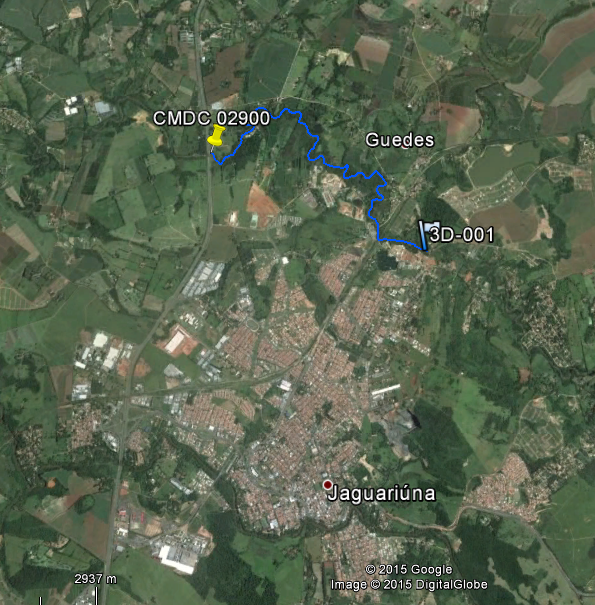 CMDC 02900
Guedes
3D-001
Jaguariúna
© 2015 Google
Image © 2015 DigitalGlobe
2937 m